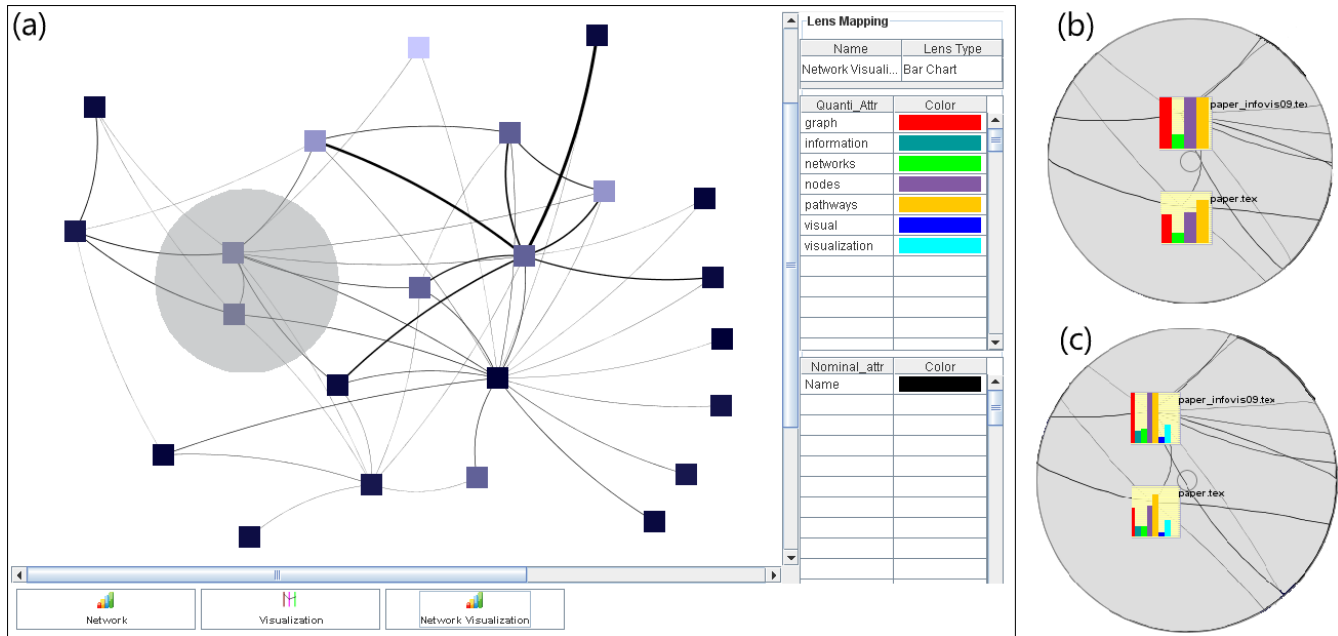 (a)
Lens Mapping
Name Lens Type
Network Visuali... Bar Chart
Quanti_Attr Color
graph
information
networks
nodes
pathways
visual
visualization
Nominal_attr Color
Name
Network Visualization Network Visualization
(b)
paper_infovis09.tex
paper.tex
(c)
paper_infovis09.tex
paper.tex